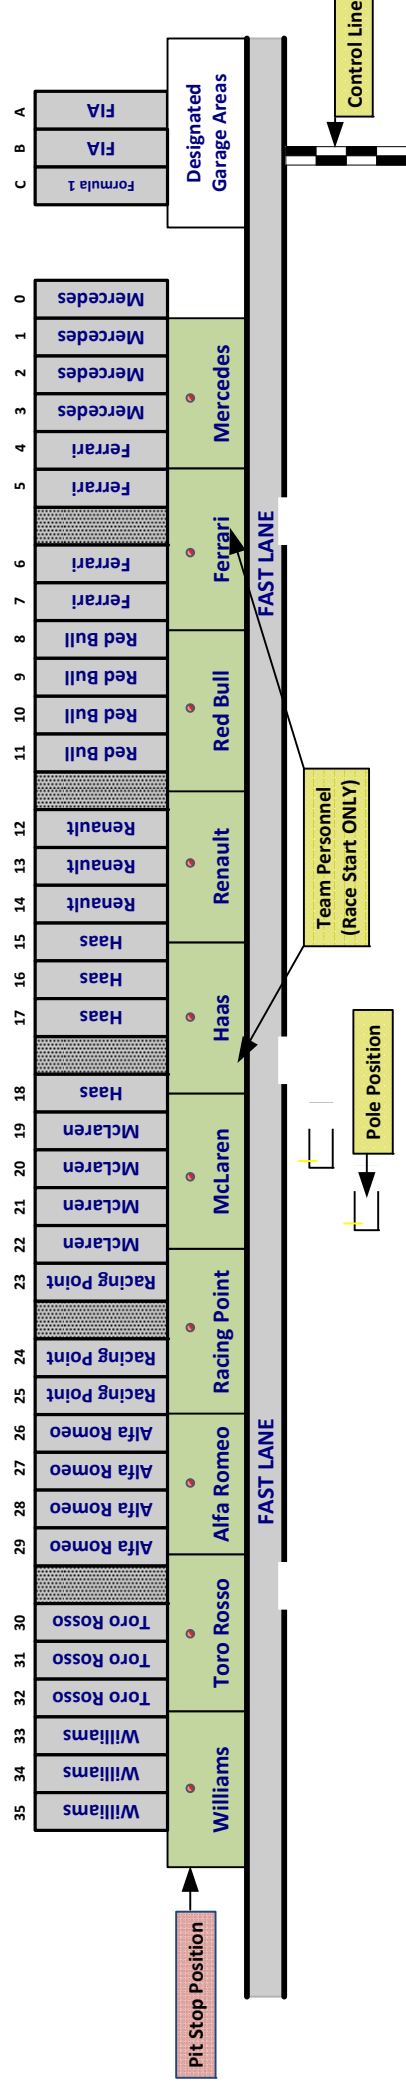 A
B
C
0
1
2
3
4
5
6
7
8
9
10
11
12
13
14
15
16
17
18
19
20
21
22
23
24
25
26
27
28
29
30
31
32
33
34
35
FIA
FIA
Formula 1
Mercedes
Mercedes
Mercedes
Mercedes
Ferrari
Ferrari
Ferrari
Ferrari
Red Bull
Red Bull
Red Bull
Red Bull
Renault
Renault
Renault
Haas
Haas
Haas
Haas
McLaren
McLaren
McLaren
McLaren
Racing Point
Racing Point
Racing Point
Alfa Romeo
Alfa Romeo
Alfa Romeo
Alfa Romeo
Toro Rosso
Toro Rosso
Toro Rosso
Williams
Williams
Williams
Designated
Garage Areas
Mercedes
Ferrari
Red Bull
Renault
Haas
McLaren
Racing Point
Alfa Romeo
Toro Rosso
Williams
Pit Stop Position
FAST LANE
FAST LANE
Control Line
Team Personnel
(Race Start ONLY)
Pole Position